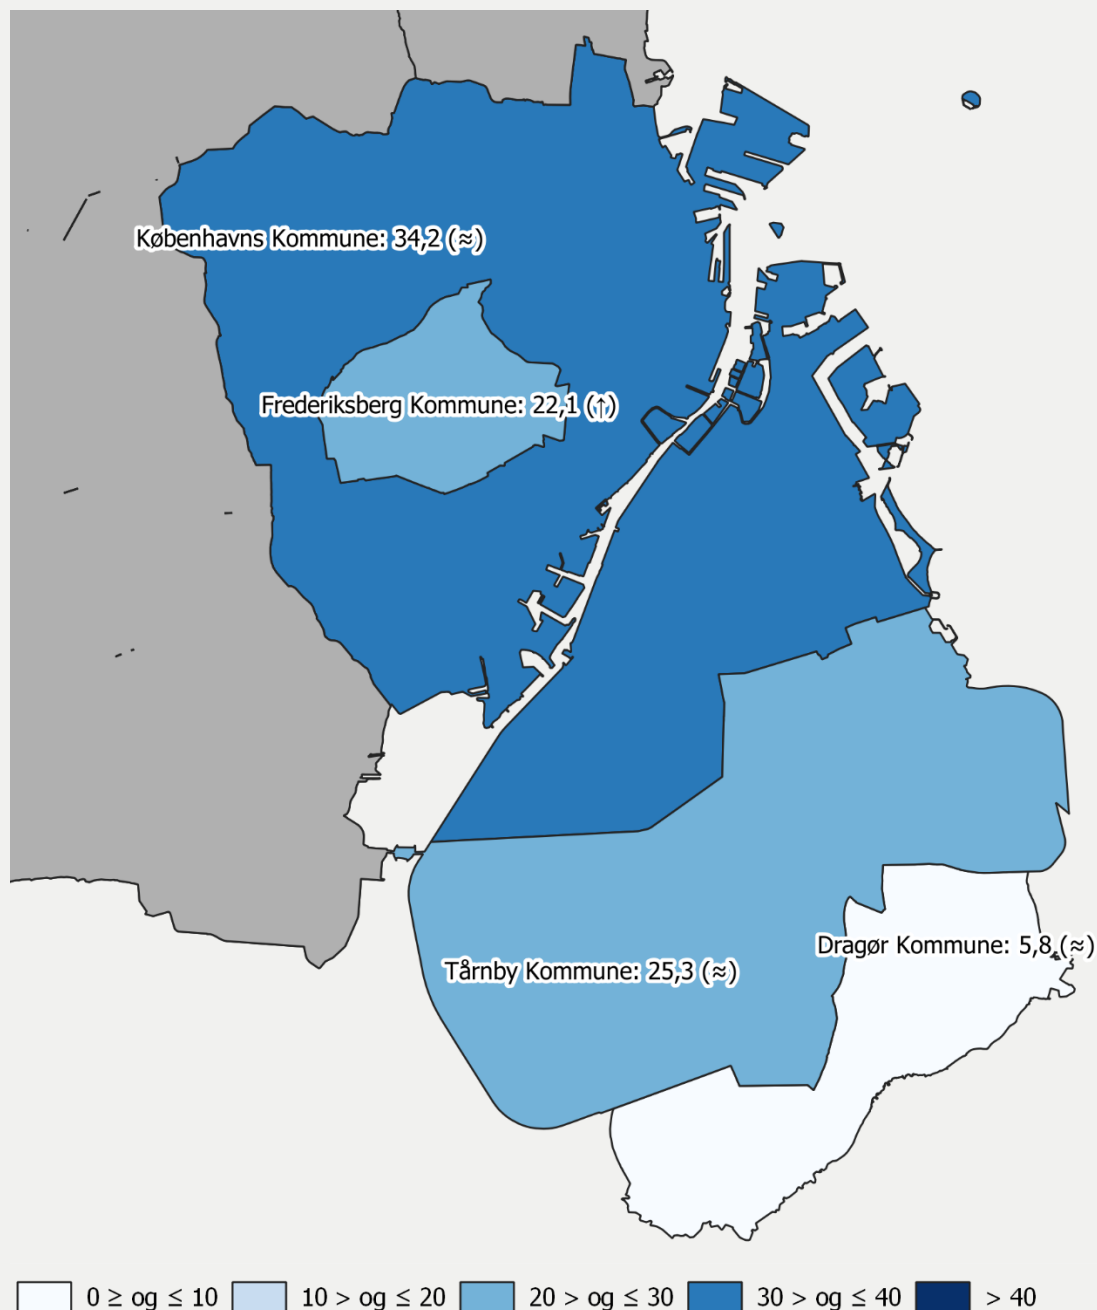 Københavns Kommune: 34,2 (≈)
Frederiksberg Kommune: 22,1 (↑)
Dragør Kommune: 5,8 (≈)
Tårnby Kommune: 25,3 (≈)
0 ≥ og ≤ 10 10 > og ≤ 20 20 > og ≤ 30 30 > og ≤ 40 > 40